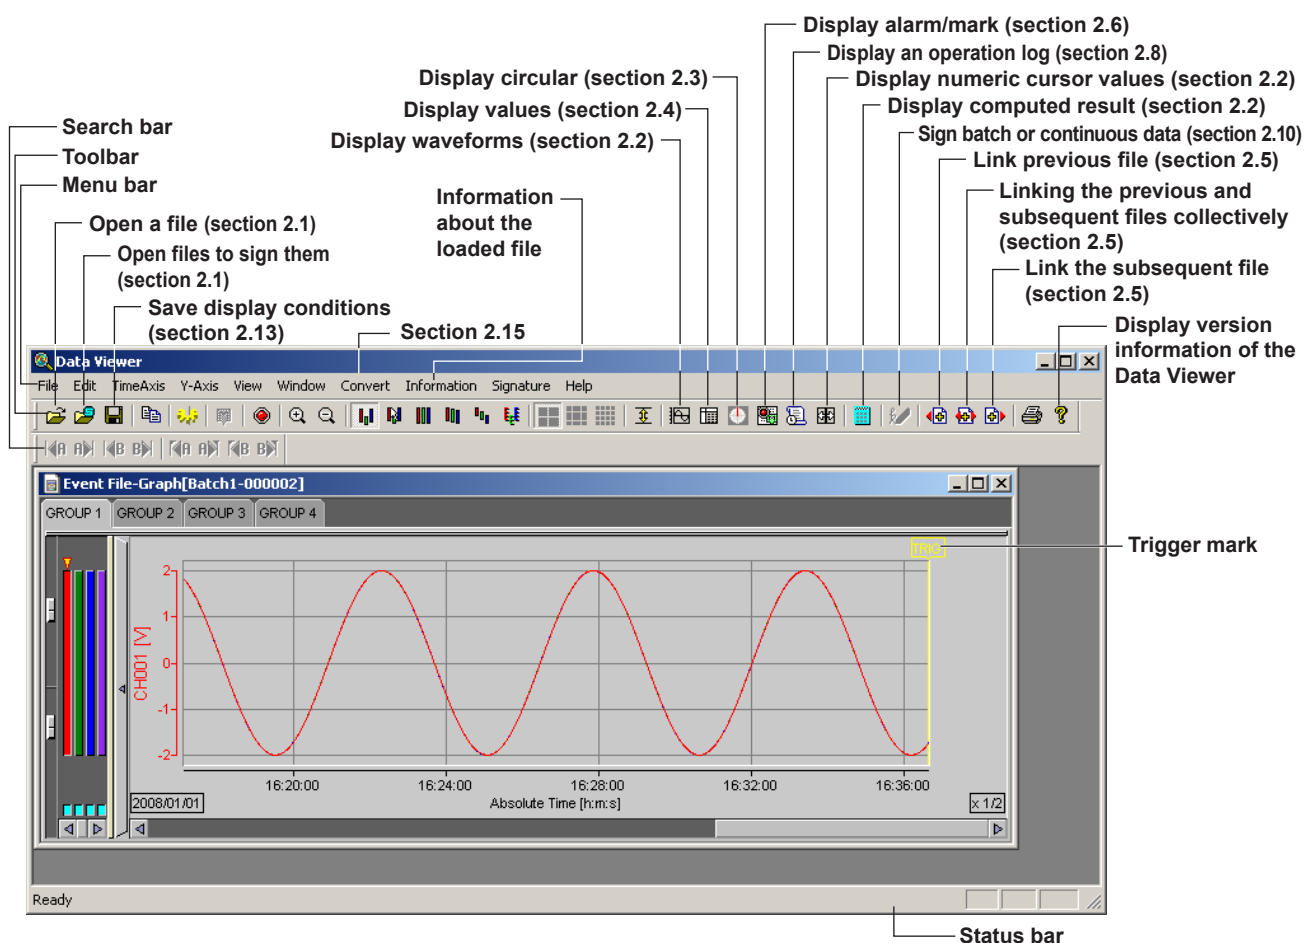 Display alarm/mark (section 2.6)
Display an operation log (section 2.8)
Display circular (section 2.3)
Display numeric cursor values (section 2.2)
Display values (section 2.4)
Display computed result (section 2.2)
Search bar
Display waveforms (section 2.2)
Sign batch or continuous data (section 2.10)
Toolbar
Link previous file (section 2.5)
Menu bar
Information
about the
loaded file
Linking the previous and
subsequent files collectively
(section 2.5)
Open a file (section 2.1)
Open files to sign them
(section 2.1)
Link the subsequent file
(section 2.5)
Save display conditions
(section 2.13)
Section 2.15
Display version
information of the
Data Viewer
Data Viewer
File Edit TimeAxis Y-Axis View Window Convert Information Signature Help
A A B B A A B B
Event File-Graph[Batch1-000002]
GROUP 1 GROUP 2 GROUP 3 GROUP 4
TRIG
Trigger mark
2
1
0
-1
-2
CH001 [V]
16:20:00 16:24:00 16:28:00 16:32:00 16:36:00
2008/01/01 Absolute Time [h:m:s] x 1/2
Ready
Status bar